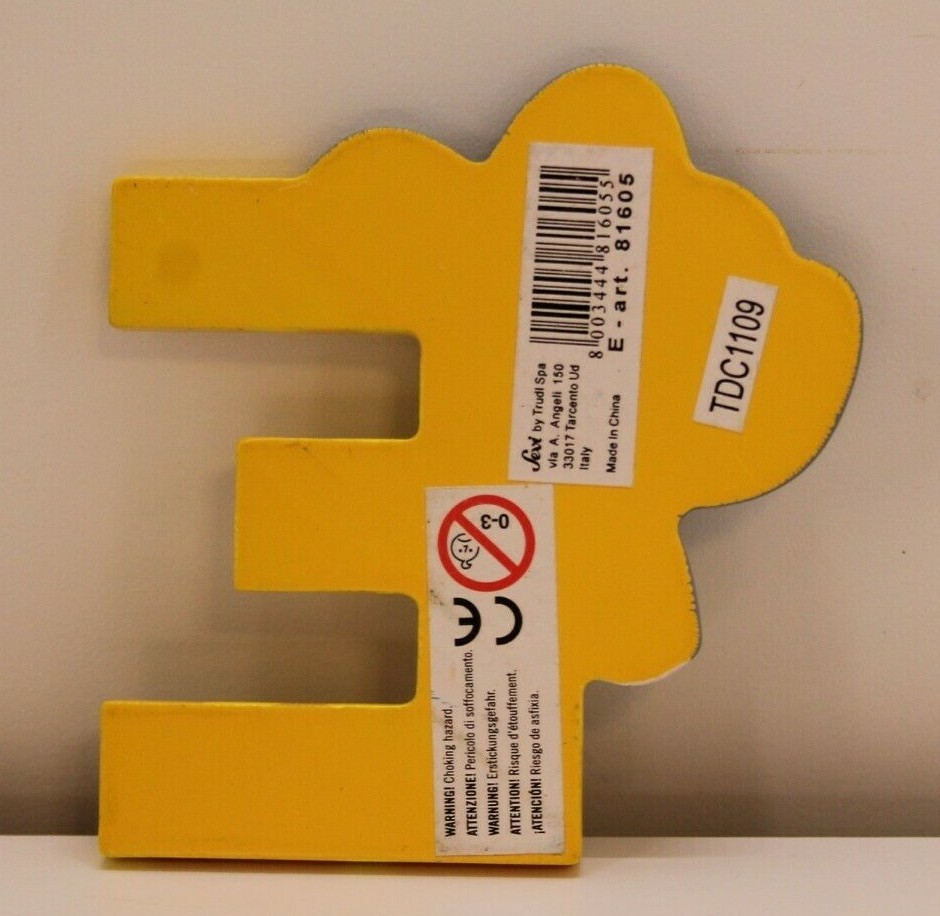 8 003444 816055
E - art. 81605
Sevi by Trudi Spa
via A. Angeli 150
33017 Tarcento Ud
Italy
Made In China
TDC1109
0-3
CE
WARNING! Choking hazard.
ATTENZIONE! Pericolo di soffocamento.
WARNUNG! Erstickungsgefahr.
ATTENTION! Risque d'étouffement.
¡ATENCIÓN! Riesgo de asfixia.